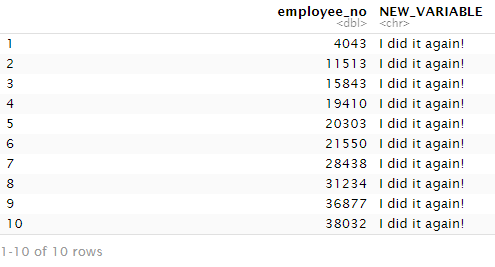 employee_no NEW_VARIABLE
<dbl> <chr>
1 4043 I did it again!
2 11513 I did it again!
3 15843 I did it again!
4 19410 I did it again!
5 20303 I did it again!
6 21550 I did it again!
7 28438 I did it again!
8 31234 I did it again!
9 36877 I did it again!
10 38032 I did it again!
1-10 of 10 rows